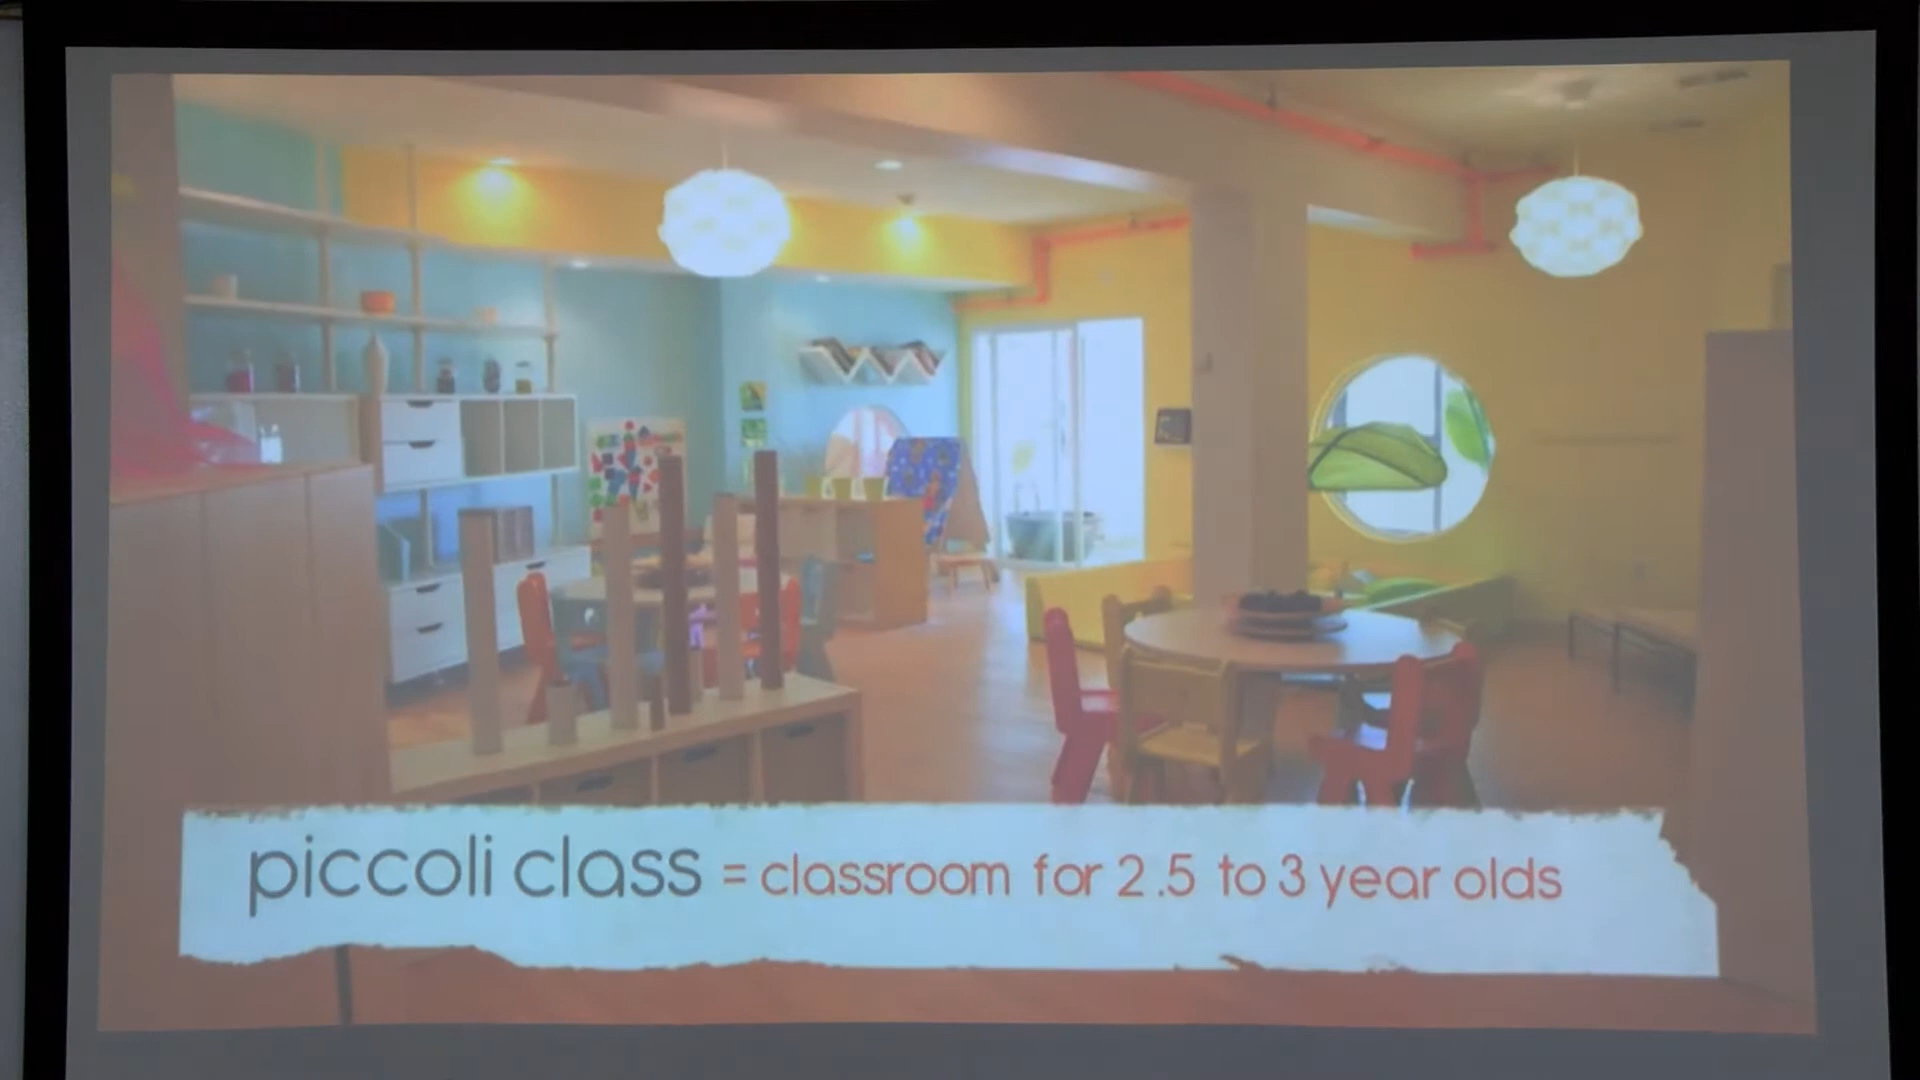 piccoli class = classroom for 2.5 to 3 year olds